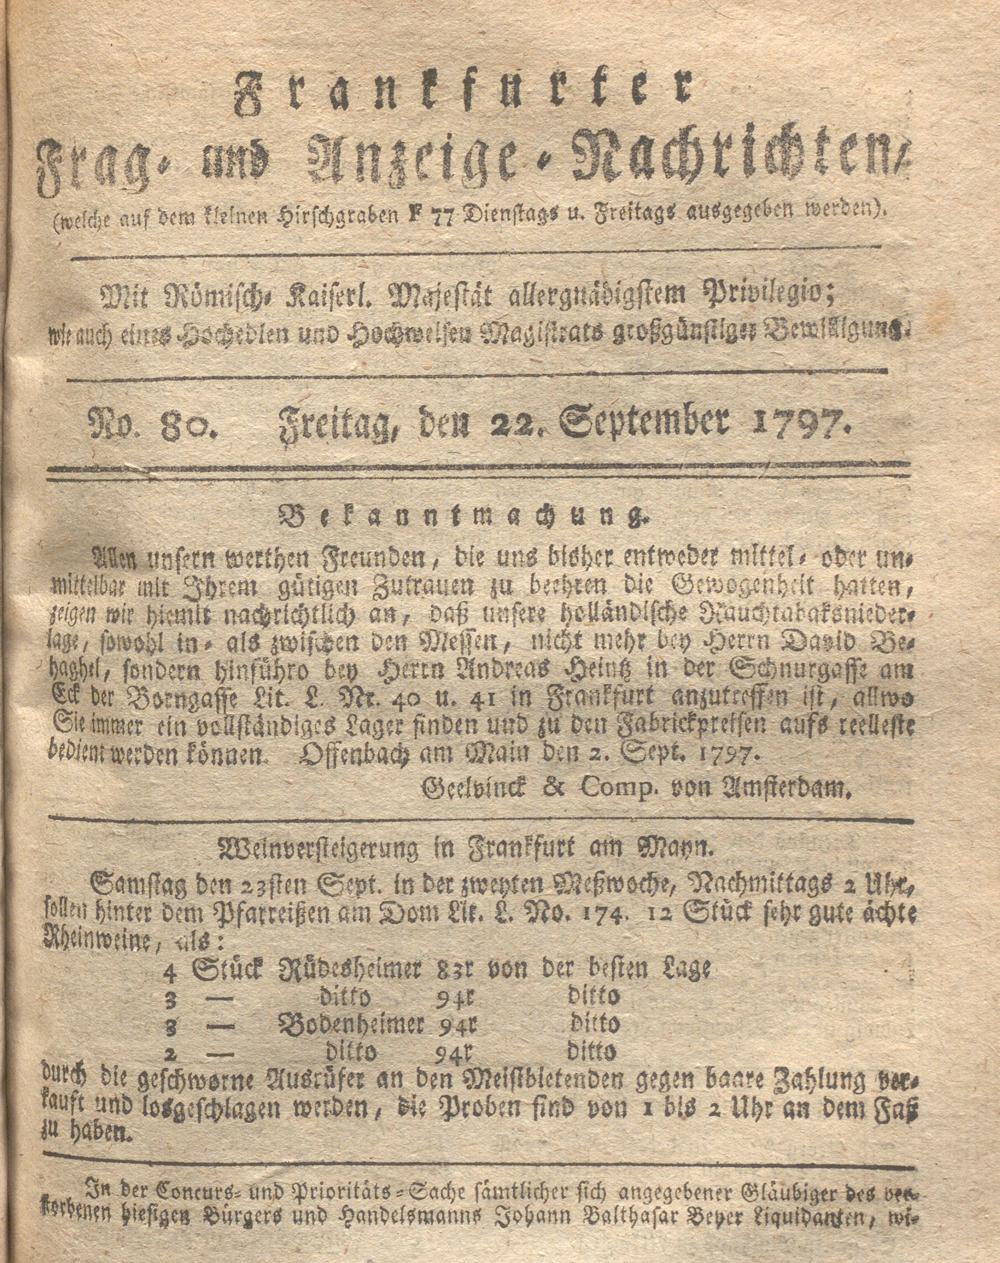 Frankfurter
Frag- und Anzeige-Nachrichten,
(welche auf dem kleinen Hirschgraben F 77 Dienstags u. Freitags ausgegeben werden).
Mit Römisch-Kaiserl. Majestät allergnädigstem Privilegio;
wie auch eines Hochedlen und Hochweisen Magistrats großgünstiger Bewilligung.
No. 80. Freitag, den 22. September 1797.
Bekanntmachung.
Allen unsern werthen Freunden, die uns bisher entweder mittel- oder un-
mittelbar mit Ihrem gütigen Zutrauen zu beehren die Gewogenheit hatten,
zeigen wir hiemit nachrichtlich an, daß unsere holländische Rauchtabaksnieder-
lage, sowohl in- als zwischen den Messen, nicht mehr bey Herrn David Be-
haghel, sondern hinführo bey Herrn Andreas Heintz in der Schnurgasse am
Eck der Borngasse Lit. L. Nr. 40 u. 41 in Frankfurt anzutreffen ist, allwo
Sie immer ein vollständiges Lager finden und zu den Fabrickpreisen aufs reelleste
bedient werden können. Offenbach am Main den 2. Sept. 1797.
Geelvinck & Comp. von Amsterdam.
Weinversteigerung in Frankfurt am Mayn.
Samstag den 23sten Sept. in der zweyten Meßwoche, Nachmittags 2 Uhr,
sollen hinter dem Pfarreißen am Dom Lit. L. No. 174. 12 Stück sehr gute ächte
Rheinweine, als:
4 Stück Rüdesheimer 83r von der besten Lage
3 — ditto 94r ditto
3 — Bodenheimer 94r ditto
2 — ditto 94r ditto
durch die geschworne Ausrüfer an den Meistbietenden gegen baare Zahlung ver-
kauft und losgeschlagen werden, die Proben sind von 1 bis 2 Uhr an dem Faß
zu haben.
In der Concurs- und Prioritäts-Sache sämtlicher sich angegebener Gläubiger des ver-
storbenen hiesigen Bürgers und Handelsmanns Johann Balthasar Beyer Liquidanten, wi-